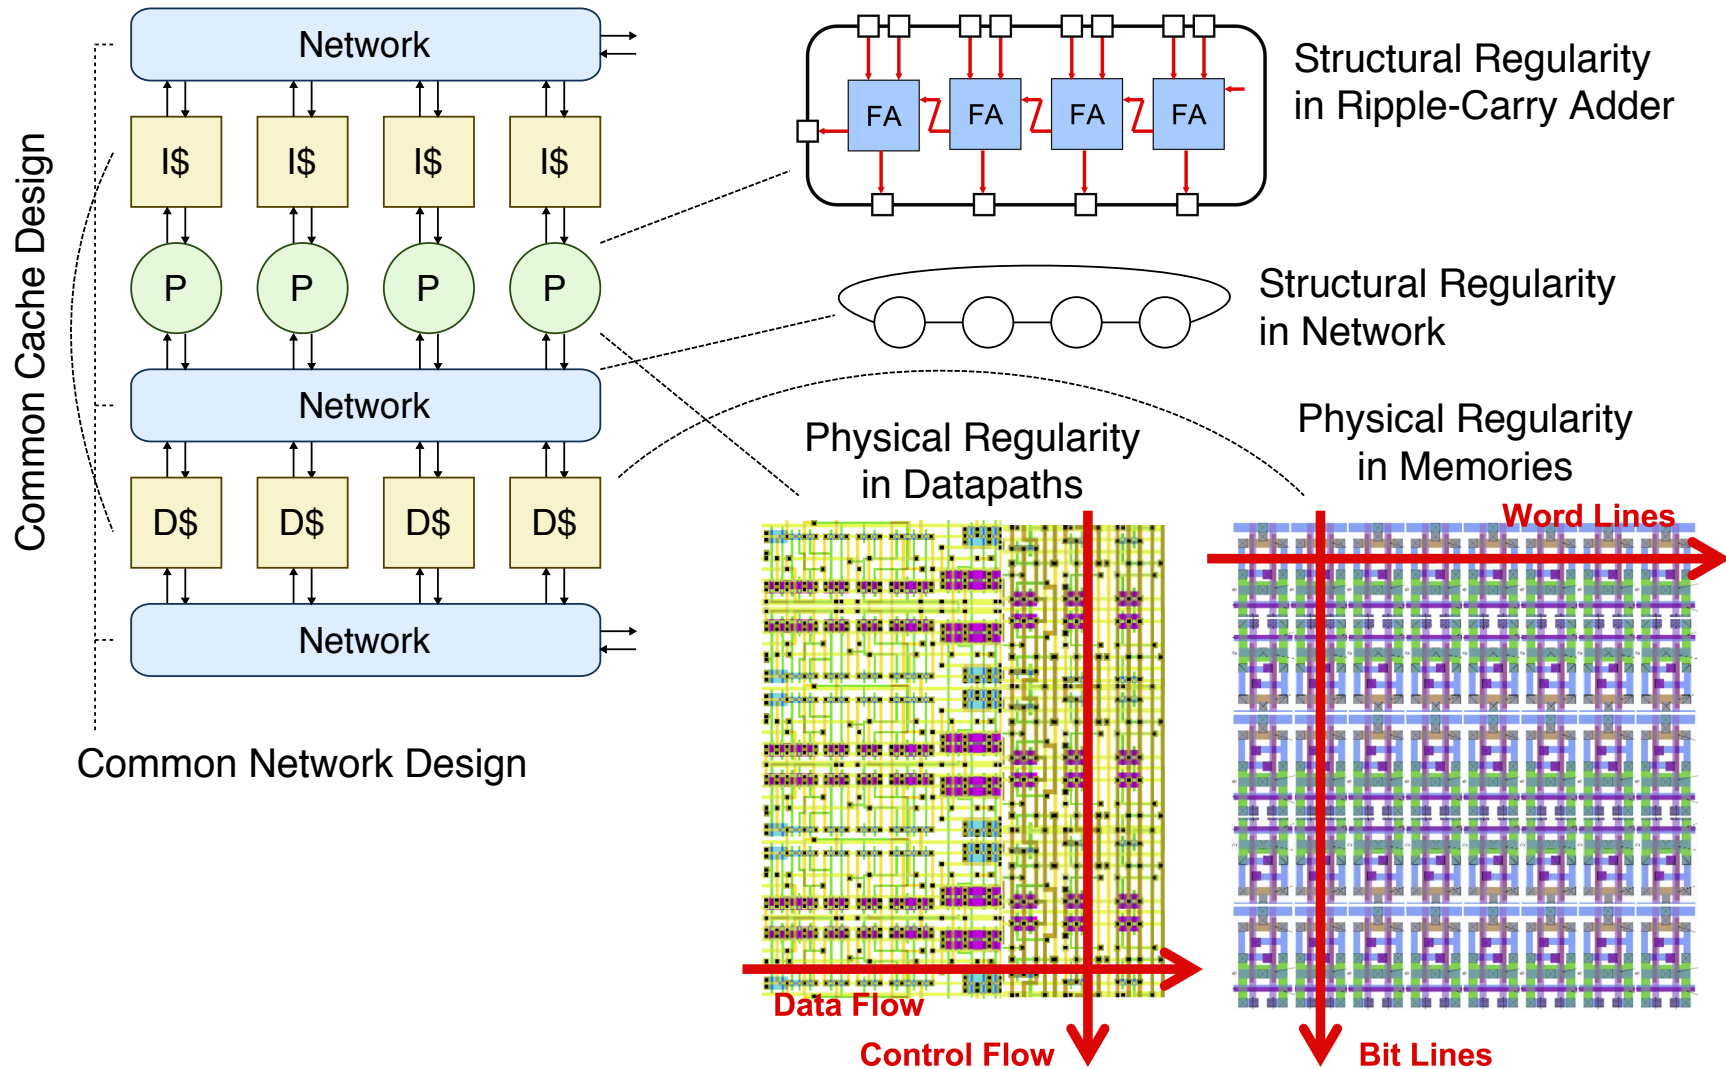 Common Cache Design
Network
I$ I$ I$ I$
P P P P
Network
D$ D$ D$ D$
Network
Common Network Design
FA FA FA FA
Structural Regularity
in Ripple-Carry Adder
Structural Regularity
in Network
Physical Regularity
in Datapaths
Data Flow
Control Flow
Physical Regularity
in Memories
Word Lines
Bit Lines